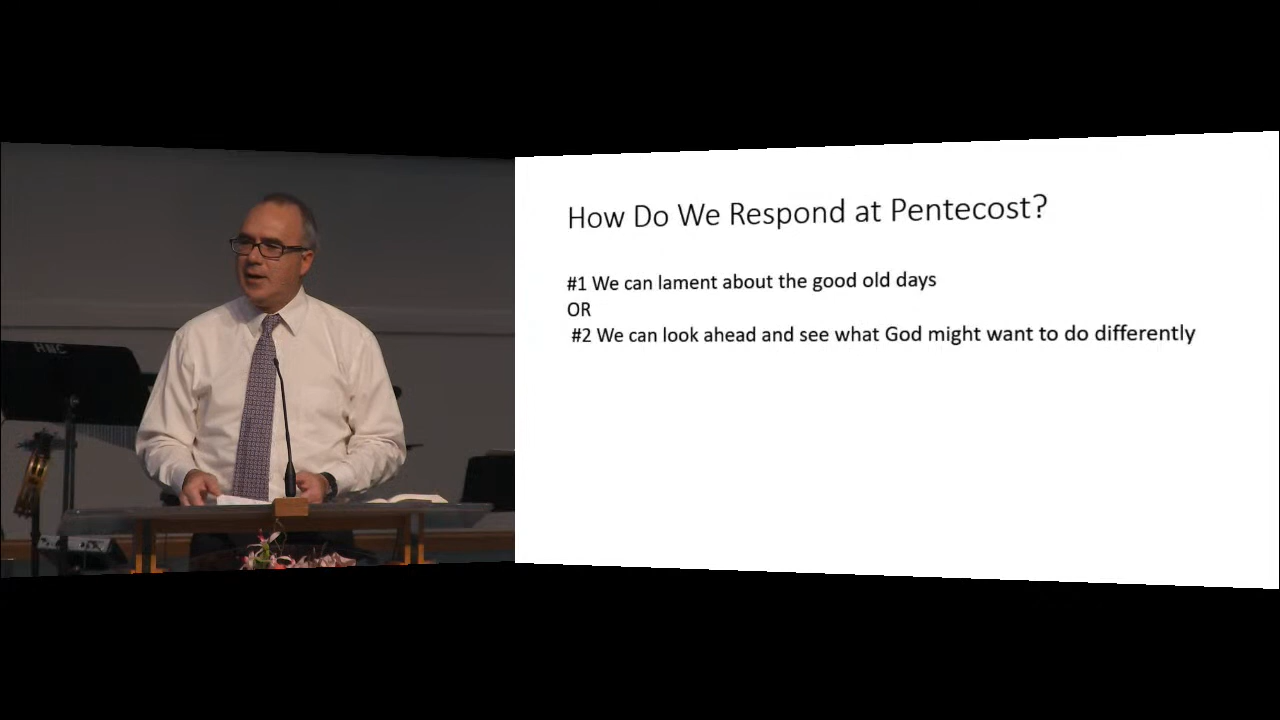 HMC
How Do We Respond at Pentecost?
#1 We can lament about the good old days
OR
#2 We can look ahead and see what God might want to do differently